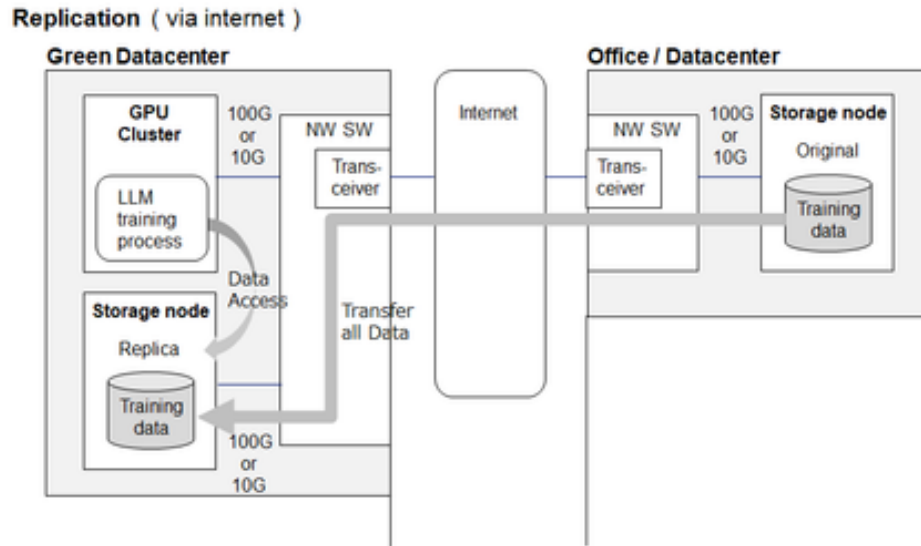 Replication ( via internet )
Green Datacenter
Office / Datacenter
GPU
Cluster
100G
or
10G
NW SW
Trans-
ceiver
LLM
training
process
Data
Access
Storage node
Replica
Training
data
100G
or
10G
Transfer
all Data
Internet
NW SW
Trans-
ceiver
100G
or
10G
Storage node
Original
Training
data